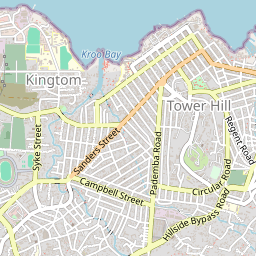 Kroo Bay
Kingtom
Tower Hill
Syke Street
Sanders Street
Regent Road
Pademba Road
Campbell Street
Circular Road
Hillside Bypass Road